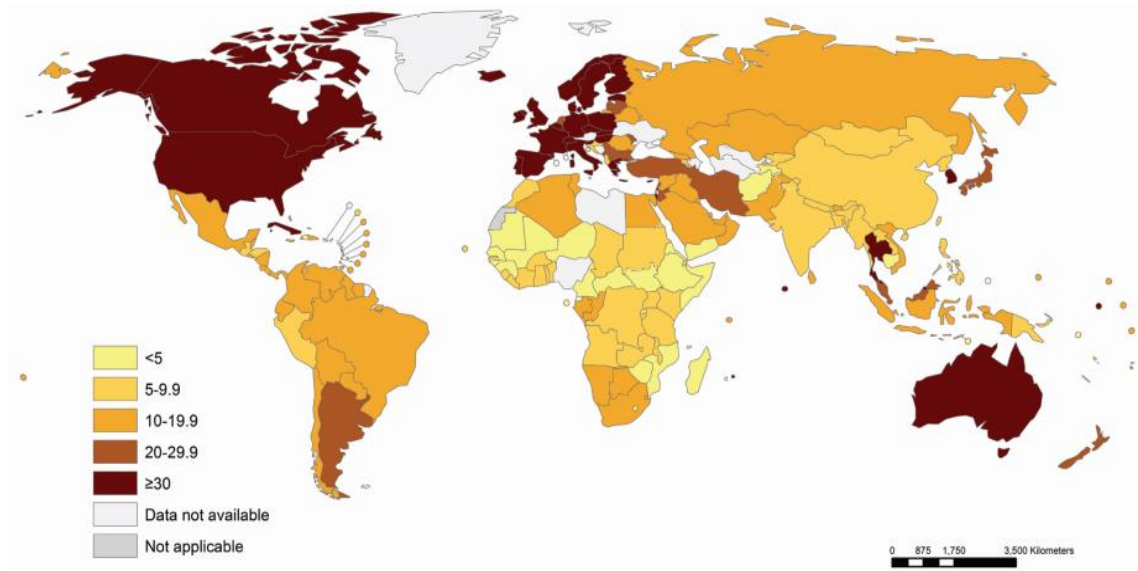 <5
5-9.9
10-19.9
20-29.9
≥30
Data not available
Not applicable
0 875 1,750 3,500 Kilometers